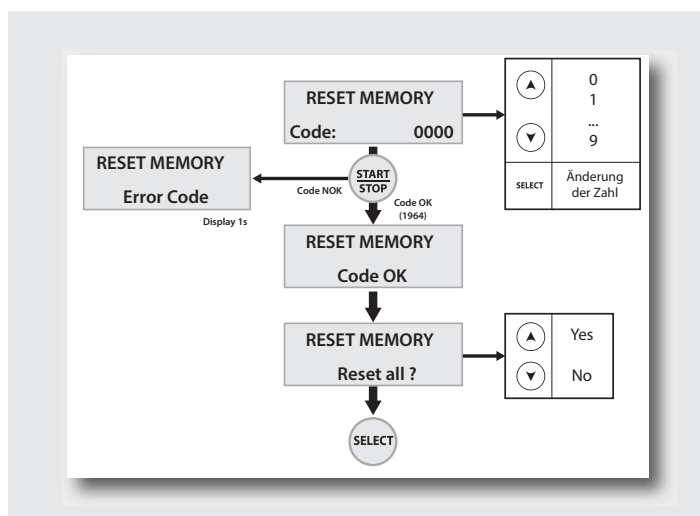 RESET MEMORY
Code: 0000
0
1
...
9
SELECT
Änderung
der Zahl
START
STOP
Code NOK
RESET MEMORY
Error Code
Display 1s
Code OK
(1964)
RESET MEMORY
Code OK
RESET MEMORY
Reset all ?
Yes
No
SELECT